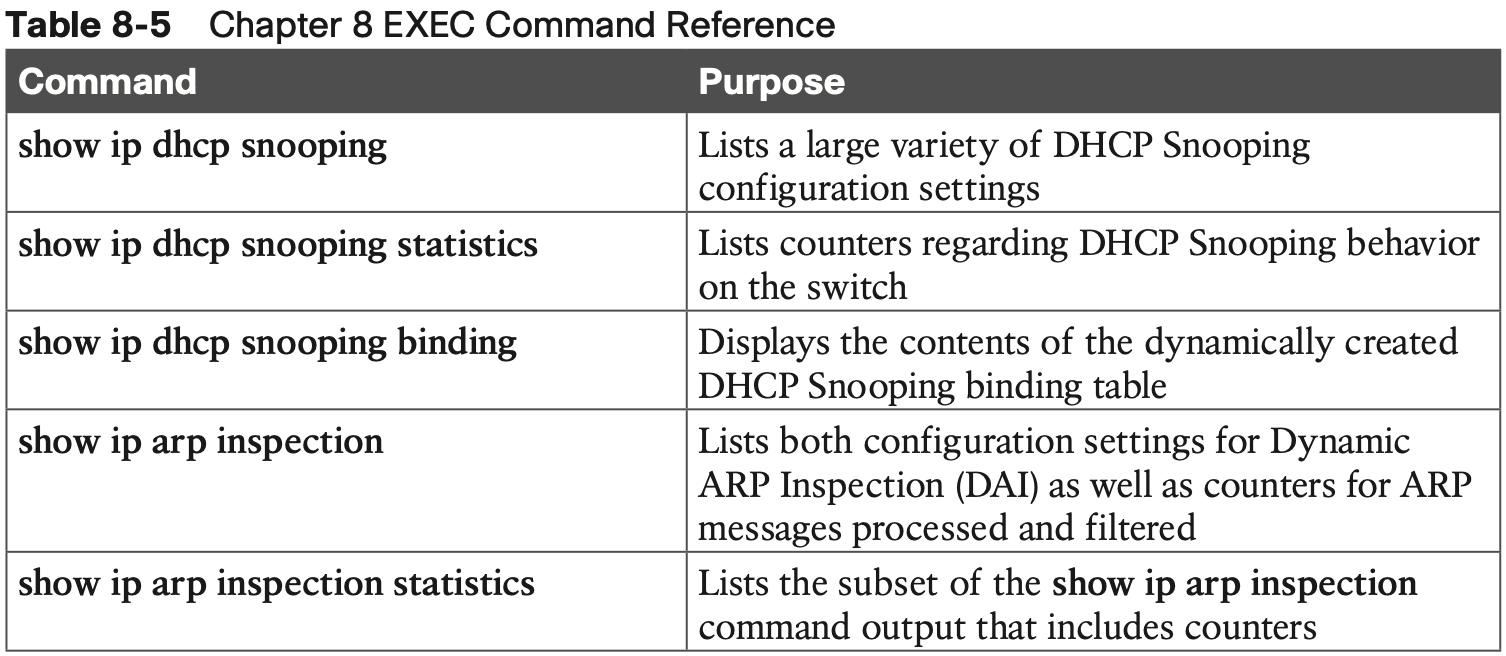 Table 8-5 Chapter 8 EXEC Command Reference
Command Purpose
show ip dhcp snooping Lists a large variety of DHCP Snooping
configuration settings
show ip dhcp snooping statistics Lists counters regarding DHCP Snooping behavior
on the switch
show ip dhcp snooping binding Displays the contents of the dynamically created
DHCP Snooping binding table
show ip arp inspection Lists both configuration settings for Dynamic
ARP Inspection (DAI) as well as counters for ARP
messages processed and filtered
show ip arp inspection statistics Lists the subset of the show ip arp inspection
command output that includes counters